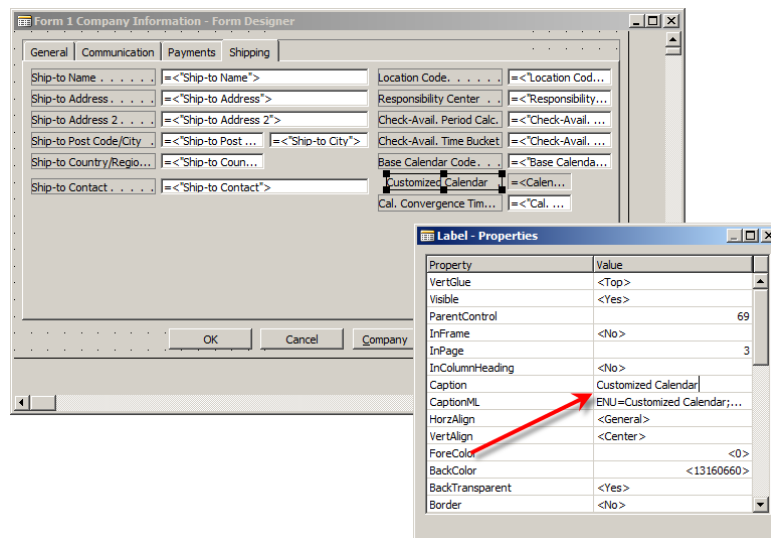 Form 1 Company Information - Form Designer
General Communication Payments Shipping
Ship-to Name . . . . . . =<"Ship-to Name"> Location Code. . . . . . =<"Location Cod...
Ship-to Address . . . . =<"Ship-to Address"> Responsibility Center . . =<"Responsibility...
Ship-to Address 2 . . . . =<"Ship-to Address 2"> Check-Avail. Period Calc. =<"Check-Avail. ...
Ship-to Post Code/City . =<"Ship-to Post ... =<"Ship-to City"> Check-Avail. Time Bucket =<"Check-Avail. ...
Ship-to Country/Regio... =<"Ship-to Coun... Base Calendar Code. . . =<"Base Calenda...
Customized Calendar . =<Calen...
Ship-to Contact . . . . . =<"Ship-to Contact"> Cal. Convergence Tim... =<"Cal. ...
OK Cancel Company
Label - Properties
Property Value
VertGlue <Top>
Visible <Yes>
ParentControl 69
InFrame <No>
InPage 3
InColumnHeading <No>
Caption Customized Calendar
CaptionML ENU=Customized Calendar;...
HorzAlign <General>
VertAlign <Center>
ForeColor <0>
BackColor <13160660>
BackTransparent <Yes>
Border <No>